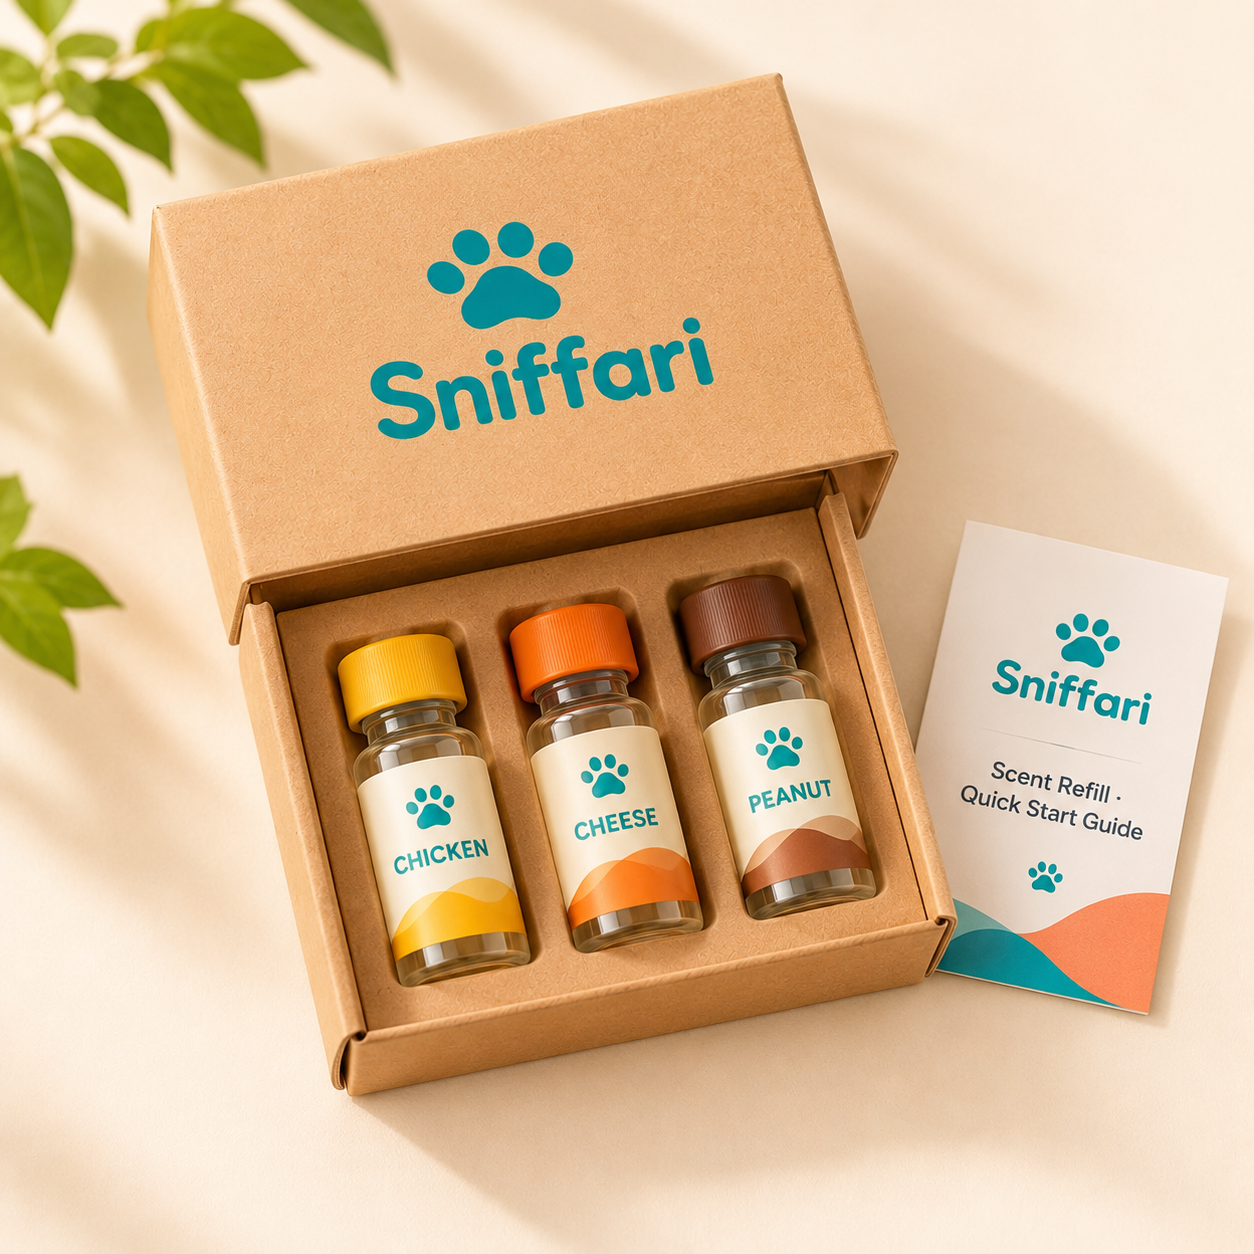 Sniffari
CHICKEN
CHEESE
PEANUT
Sniffari
Scent Refill ·
Quick Start Guide